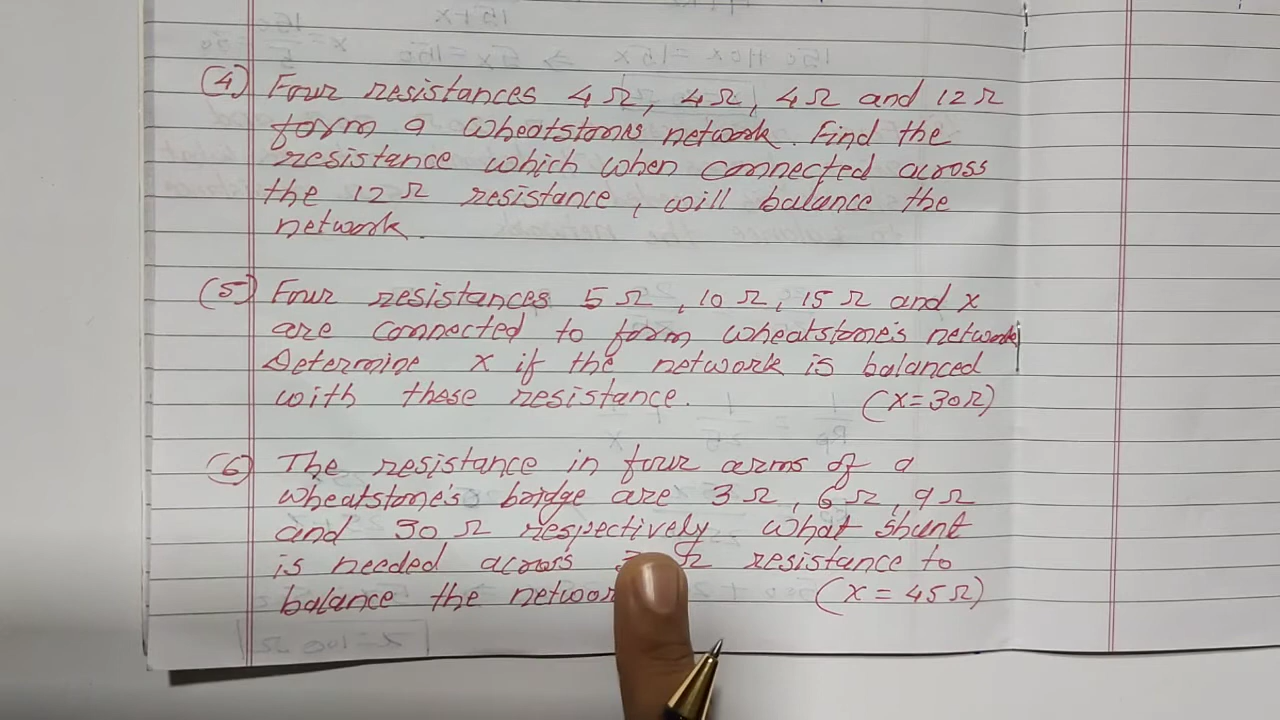 (4) Four resistances 4Ω, 4Ω, 4Ω and 12Ω
form a wheatstones network. Find the
resistance which when connected across
the 12Ω resistance, will balance the
network.
(5) Four resistances 5Ω, 10Ω, 15Ω and x
are connected to form wheatstone's network
Determine x if the network is balanced
with these resistance. (x=30Ω)
(6) The resistance in four arms of a
wheatstone's bridge are 3Ω, 6Ω, 9Ω
and 30Ω respectively. What shunt
is needed across Ω resistance to
balance the (x = 45Ω)